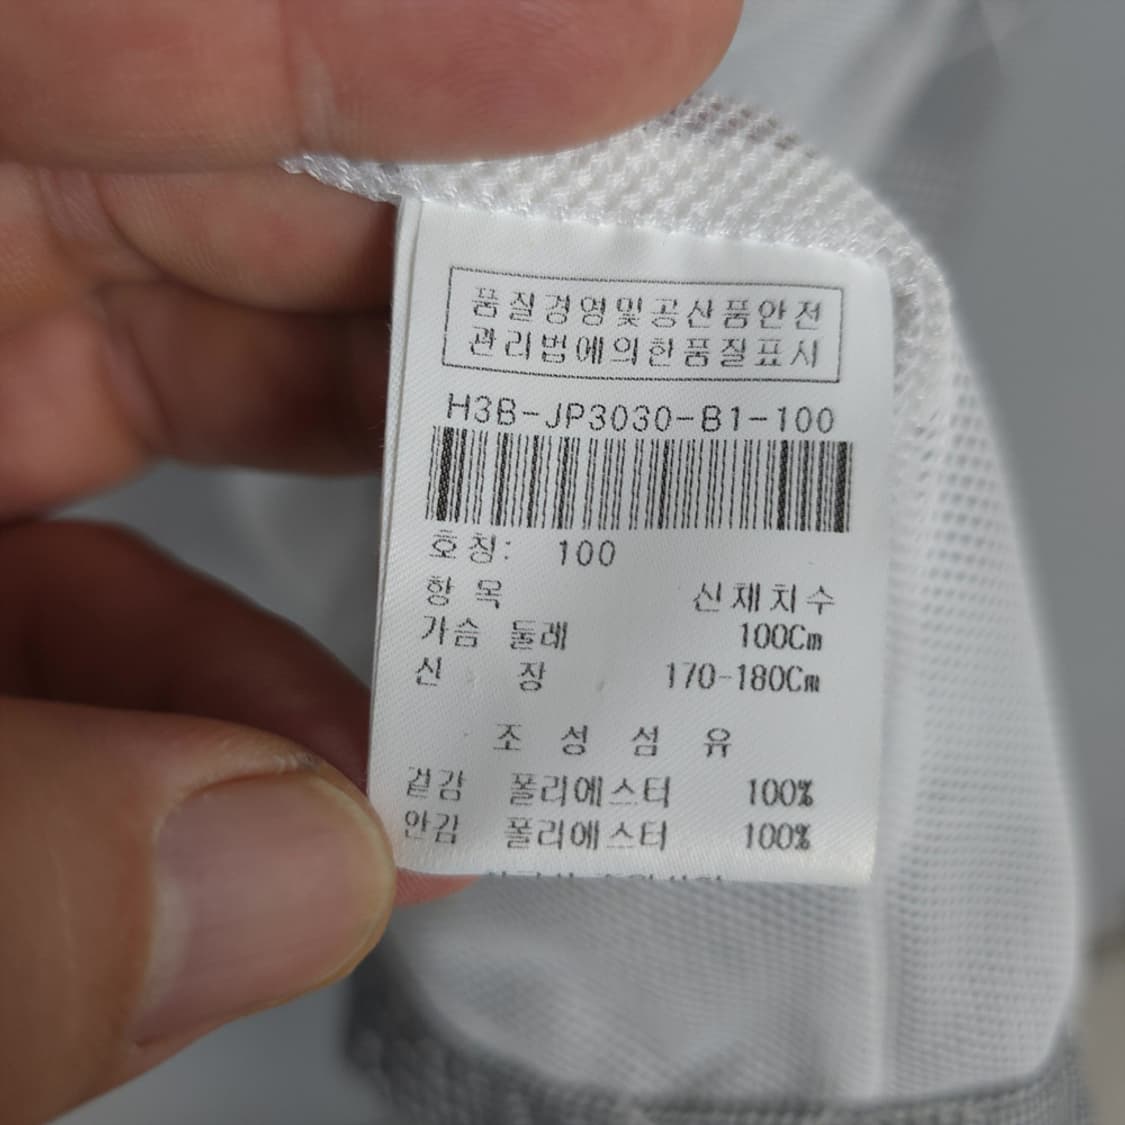 품질경영및공산품안전
관리법에의한품질표시
H3B-JP3030-B1-100
호칭: 100
항 목 신체치수
가슴 둘레 100Cm
신 장 170-180Cm
조 성 섬 유
겉감 폴리에스터 100%
안감 폴리에스터 100%